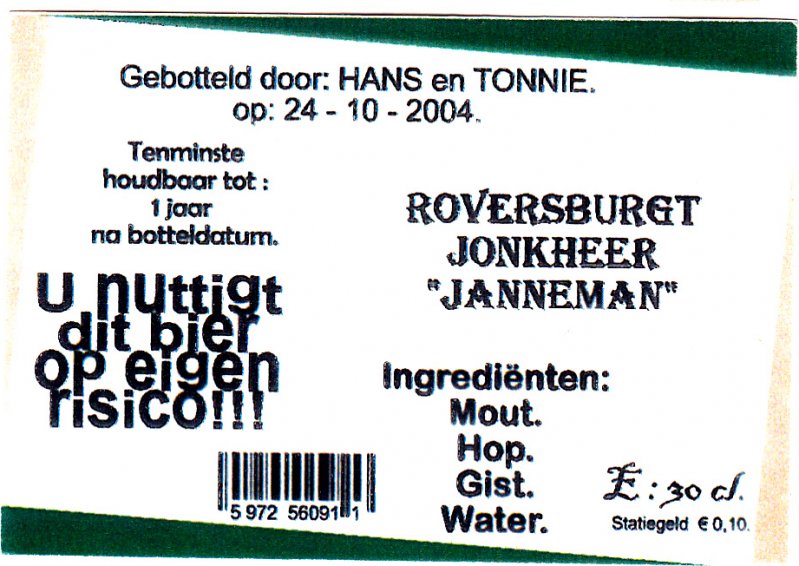 Gebotteld door: HANS en TONNIE.
op: 24 - 10 - 2004.
Tenminste
houdbaar tot :
1 jaar
na botteldatum.
U nuttigt
dit bier
op eigen
risico!!!
ROVERSBURGT
JONKHEER
"JANNEMAN"
Ingrediënten:
Mout.
Hop.
Gist.
Water.
5 972 56091 1
E : 30 cl.
Statiegeld € 0,10.